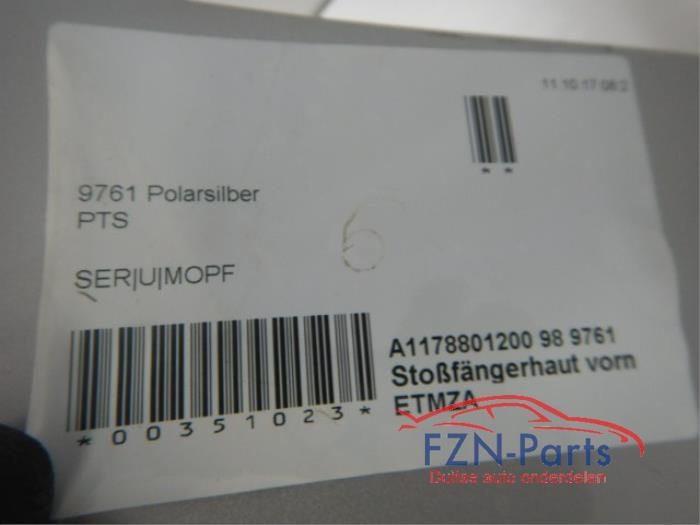 11.10.17 06:2
* *
9761 Polarsilber
PTS
6
SER|U|MOPF
A1178801200 98 9761
Stoßfängerhaut vorn
ETMZA
*00351023*
FZN-Parts
Duitse auto onderdelen